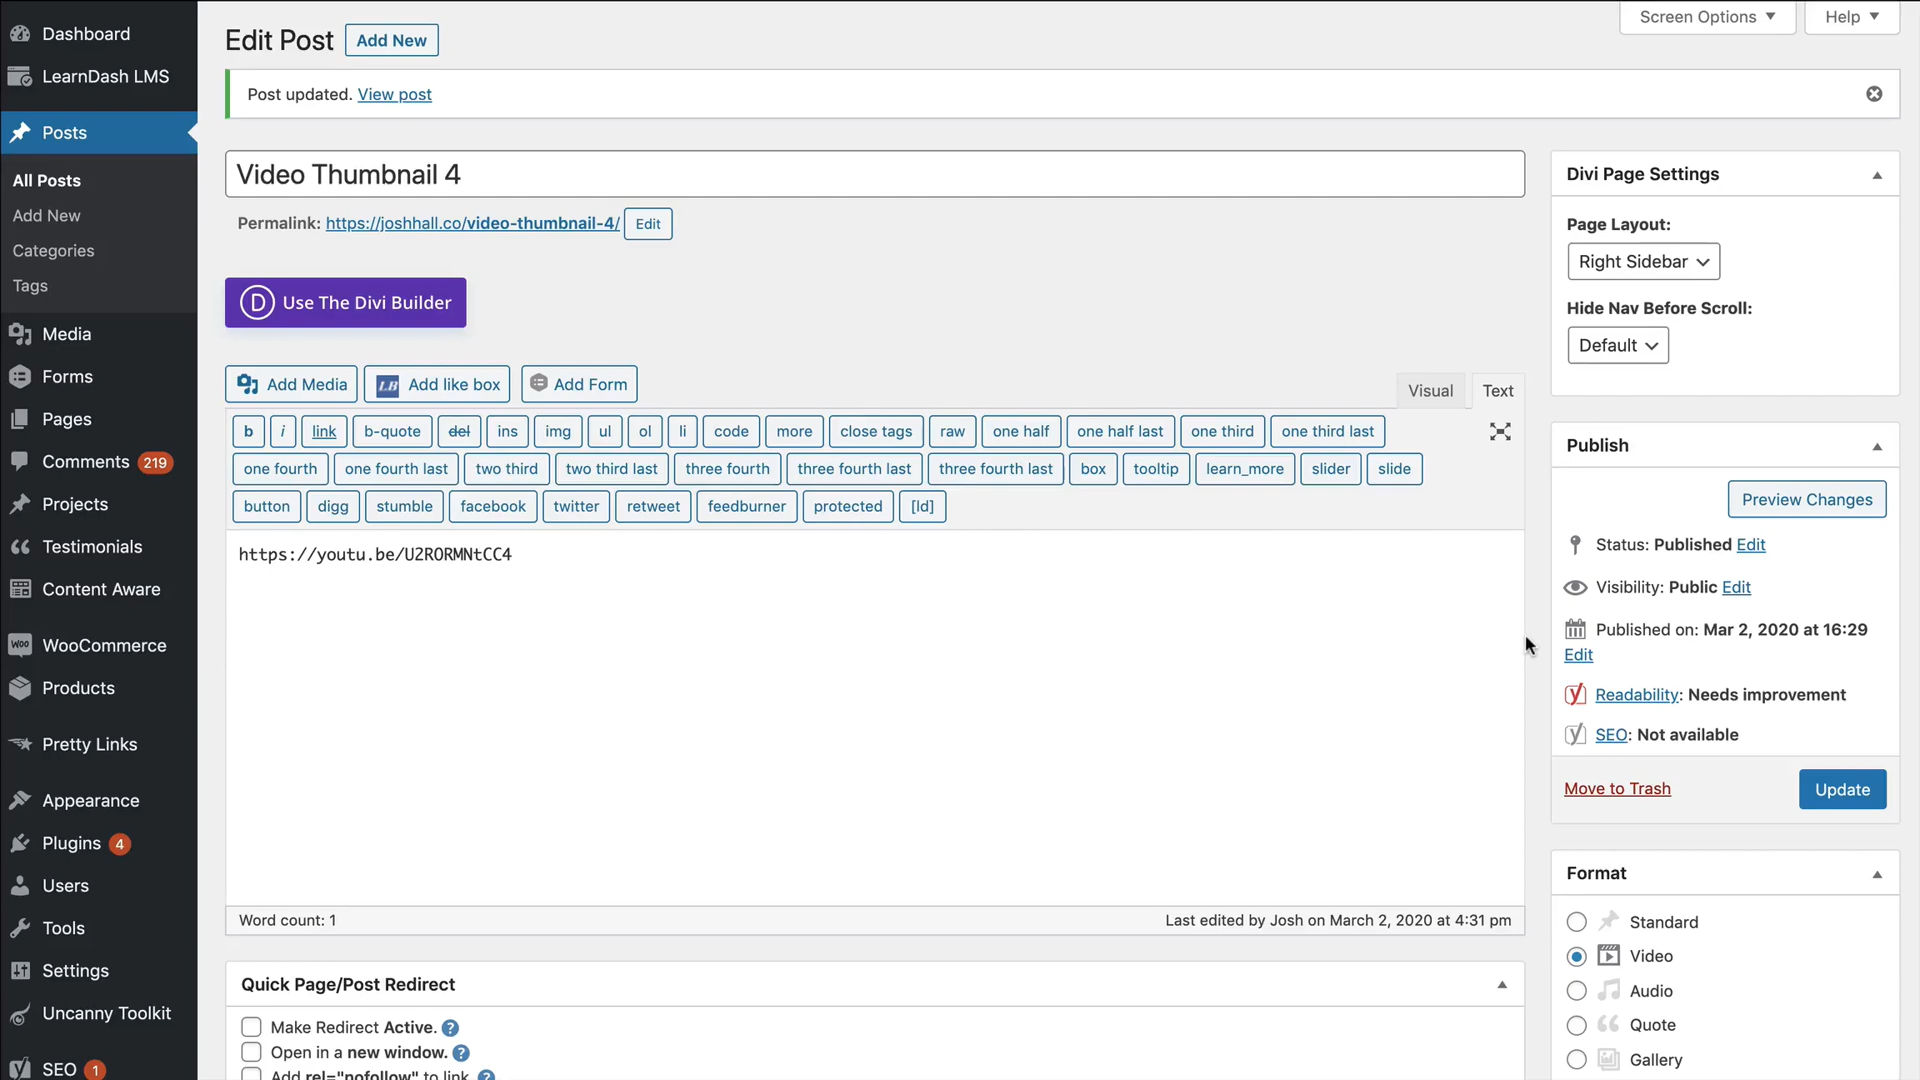 Dashboard
LearnDash LMS
Posts
All Posts
Add New
Categories
Tags
Media
Forms
Pages
Comments 219
Projects
Testimonials
Content Aware
WOO WooCommerce
Products
Pretty Links
Appearance
Plugins 4
Users
Tools
Settings
Uncanny Toolkit
SEO 1
Screen Options ▼
Help ▼
Edit Post Add New
Post updated. View post
Video Thumbnail 4
Permalink: https://joshhall.co/video-thumbnail-4/ Edit
D Use The Divi Builder
Add Media LB Add like box Add Form
Visual Text
b i link b-quote del ins img ul ol li code more close tags raw one half one half last one third one third last
one fourth one fourth last two third two third last three fourth three fourth last three fourth last box tooltip learn_more slider slide
button digg stumble facebook twitter retweet feedburner protected [ld]
https://youtu.be/U2RORMNtCC4
Word count: 1
Last edited by Josh on March 2, 2020 at 4:31 pm
Quick Page/Post Redirect
Make Redirect Active. ?
Open in a new window. ?
Add rel="nofollow" to link ?
Divi Page Settings
Page Layout:
Right Sidebar
Hide Nav Before Scroll:
Default
Publish
Preview Changes
Status: Published Edit
Visibility: Public Edit
Published on: Mar 2, 2020 at 16:29
Edit
Readability: Needs improvement
SEO: Not available
Move to Trash Update
Format
Standard
Video
Audio
Quote
Gallery